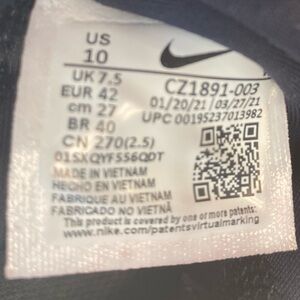 US
10
UK 7.5
EUR 42
cm 27
BR 40
CN 270(2.5)
CZ1891-003
01/20/21 / 03/27/21
UPC 00195237013982
01SXQYF556QDT
MADE IN VIETNAM
HECHO EN VIETNAM
FABRIQUE AU VIETNAM
FABRICADO NO VIETNÃ
This product is covered by one or more patents:
www.nike.com/patentsvirtualmarking